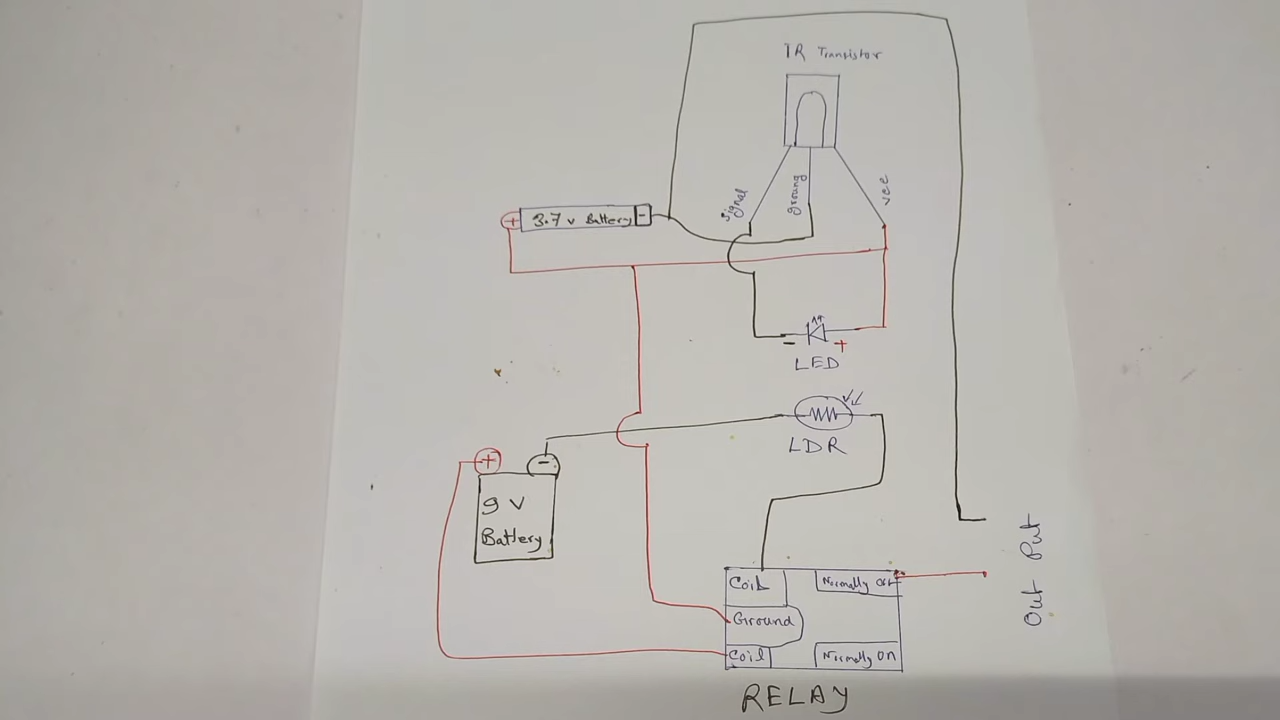 IR Transistor
signal
groung
vcc
+
3.7 v Battery
-
-
+
LED
LDR
+
-
9 V
Battery
Out Put
Coil
Normally OFF
Ground
Coil
Normally ON
RELAY